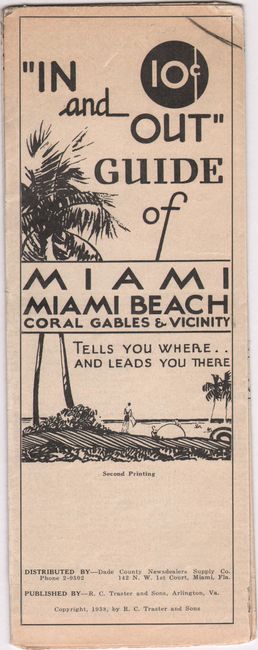 10¢
"IN
and
OUT"
GUIDE
of
MIAMI
MIAMI BEACH
CORAL GABLES & VICINITY
TELLS YOU WHERE..
AND LEADS YOU THERE
Second Printing
DISTRIBUTED BY—Dade County Newsdealers Supply Co.
Phone 2-0502 142 N. W. 1st Court, Miami, Fla.
PUBLISHED BY—R. C. Traster and Sons, Arlington, Va.
Copyright, 1938, by R. C. Traster and Sons